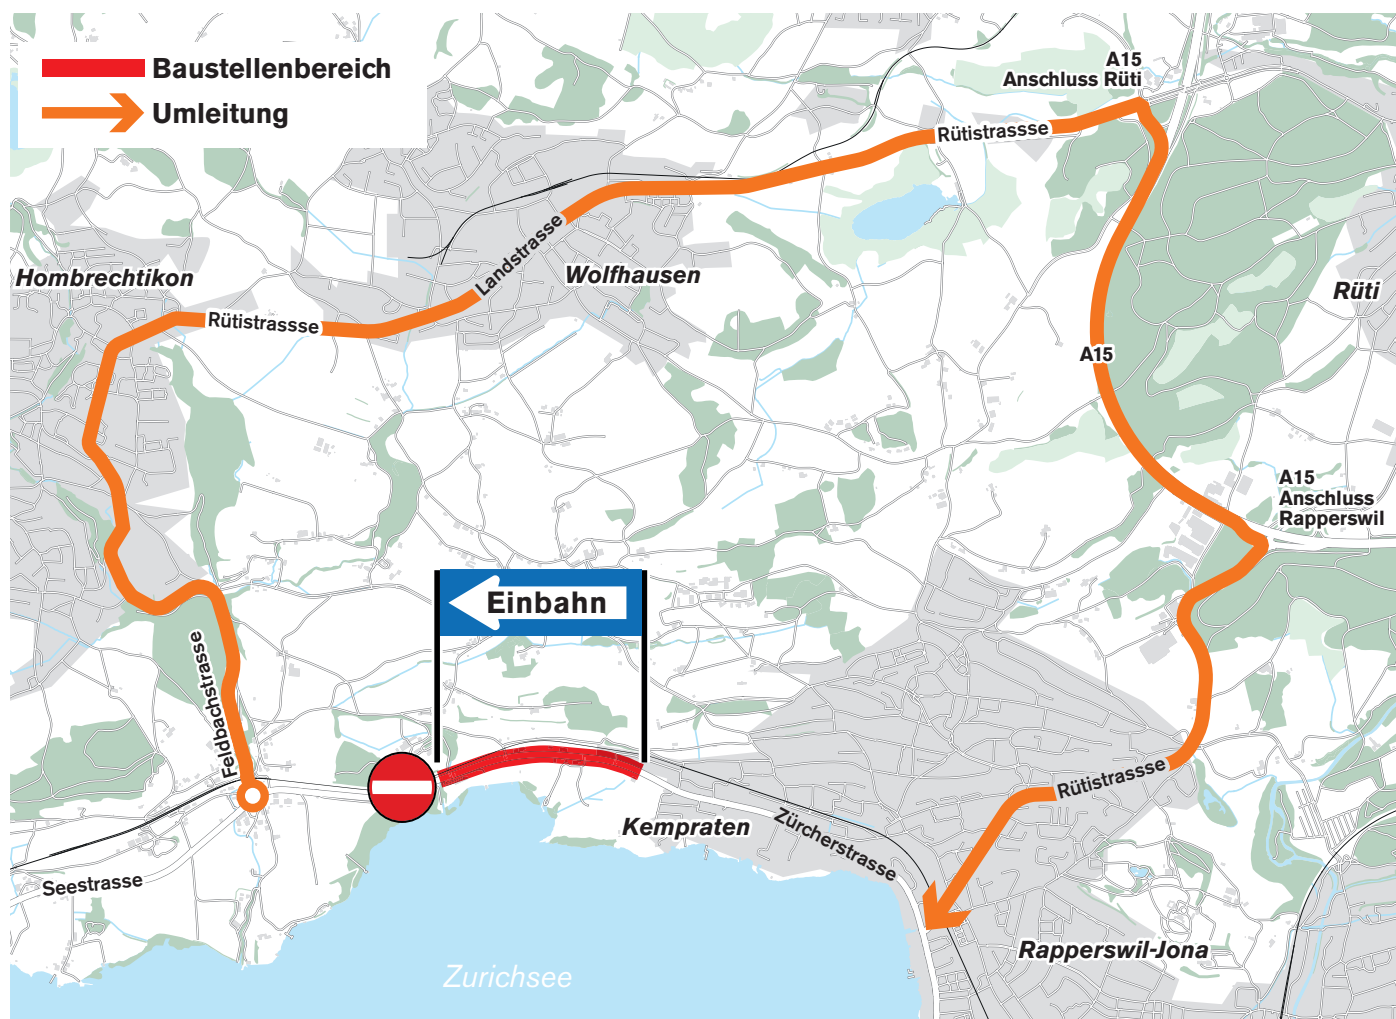 Baustellenbereich
Umleitung
A15
Anschluss Rüti
Rütistrassse
Landstrasse
Wolfhausen
Hombrechtikon
Rütistrassse
Rüti
A15
A15
Anschluss
Rapperswil
Einbahn
Feldbachstrasse
Rütistrassse
Kempraten
Zürcherstrasse
Seestrasse
Rapperswil-Jona
Zurichsee